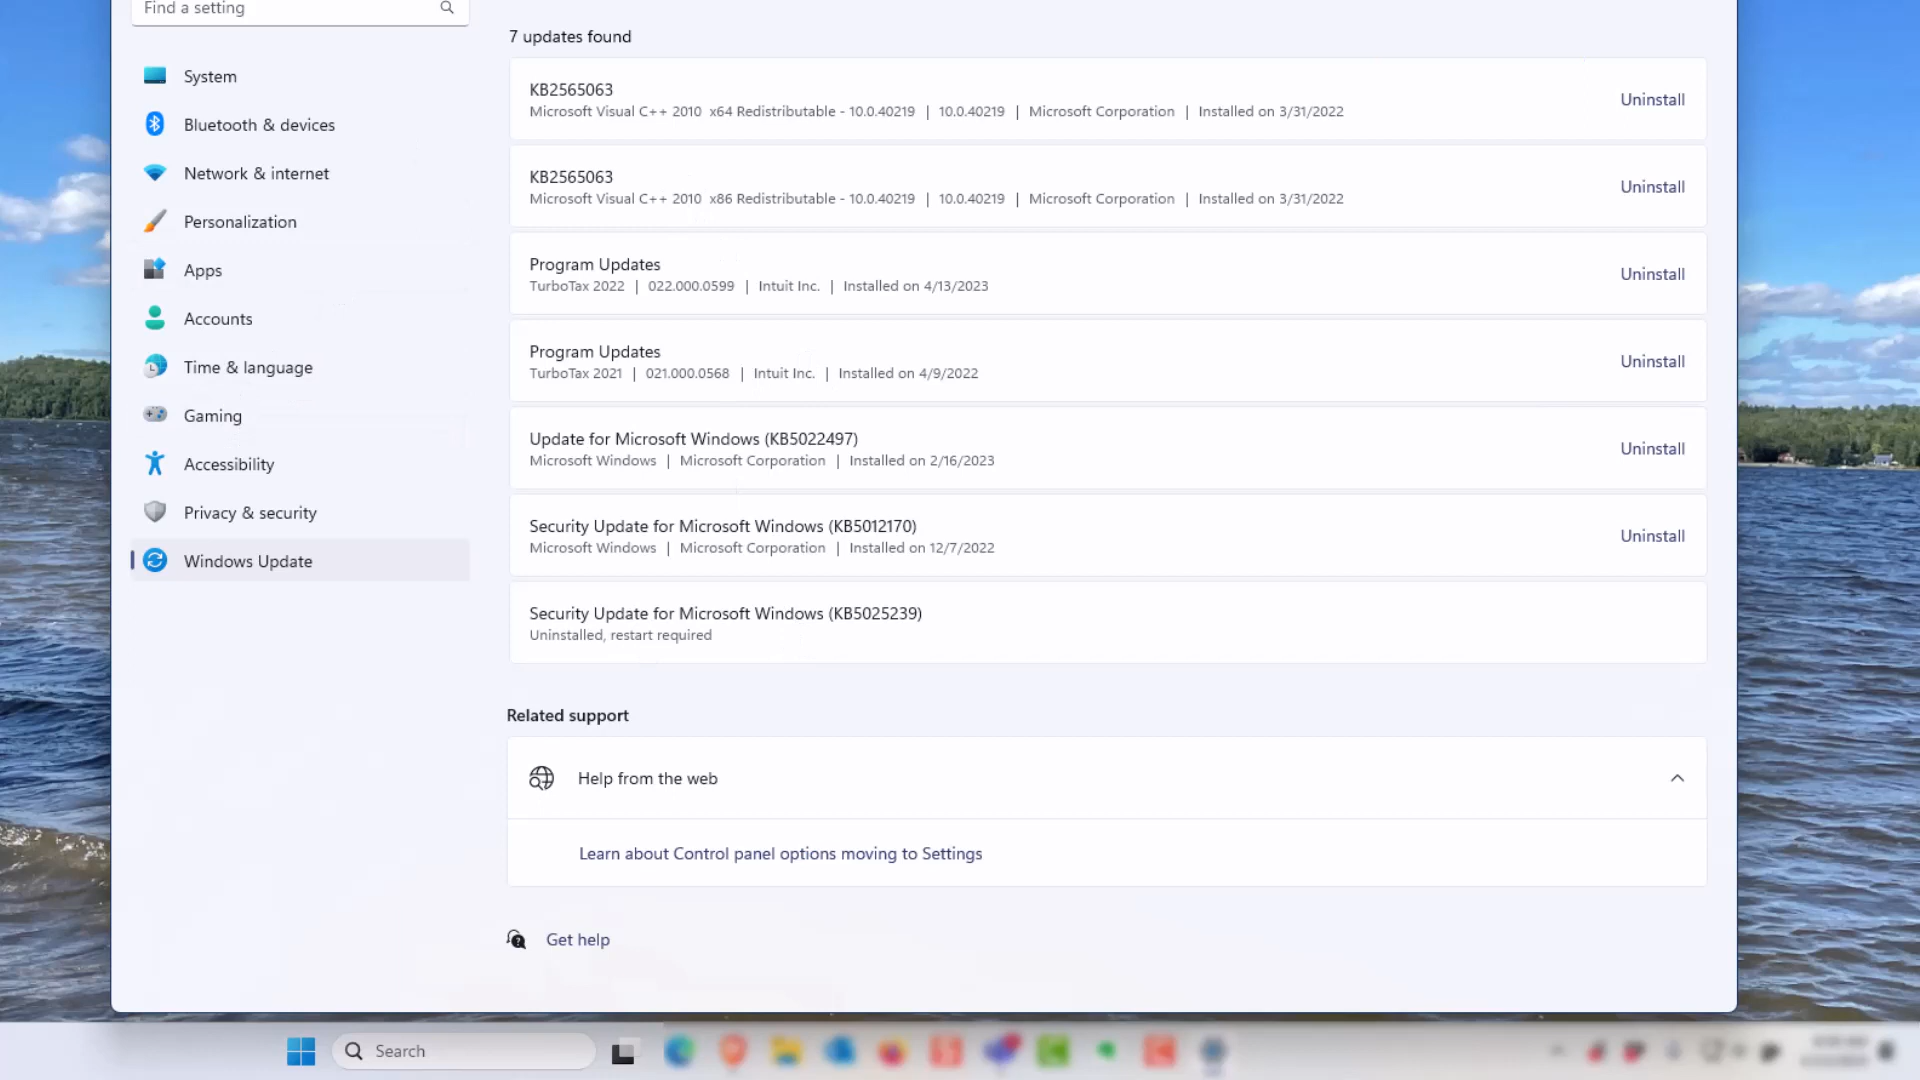 Find a setting
System
Bluetooth & devices
Network & internet
Personalization
Apps
Accounts
Time & language
Gaming
Accessibility
Privacy & security
Windows Update
7 updates found
KB2565063
Microsoft Visual C++ 2010 x64 Redistributable - 10.0.40219 | 10.0.40219 | Microsoft Corporation | Installed on 3/31/2022
Uninstall
KB2565063
Microsoft Visual C++ 2010 x86 Redistributable - 10.0.40219 | 10.0.40219 | Microsoft Corporation | Installed on 3/31/2022
Uninstall
Program Updates
TurboTax 2022 | 022.000.0599 | Intuit Inc. | Installed on 4/13/2023
Uninstall
Program Updates
TurboTax 2021 | 021.000.0568 | Intuit Inc. | Installed on 4/9/2022
Uninstall
Update for Microsoft Windows (KB5022497)
Microsoft Windows | Microsoft Corporation | Installed on 2/16/2023
Uninstall
Security Update for Microsoft Windows (KB5012170)
Microsoft Windows | Microsoft Corporation | Installed on 12/7/2022
Uninstall
Security Update for Microsoft Windows (KB5025239)
Uninstalled, restart required
Related support
Help from the web
Learn about Control panel options moving to Settings
Get help
Search